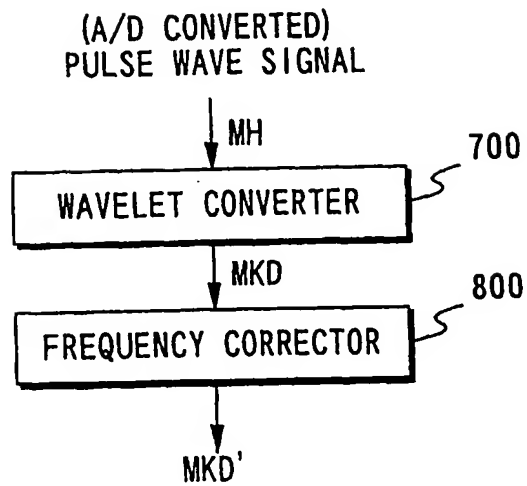 (A/D CONVERTED)
PULSE WAVE SIGNAL
MH
700
WAVELET CONVERTER
MKD
800
FREQUENCY CORRECTOR
MKD'